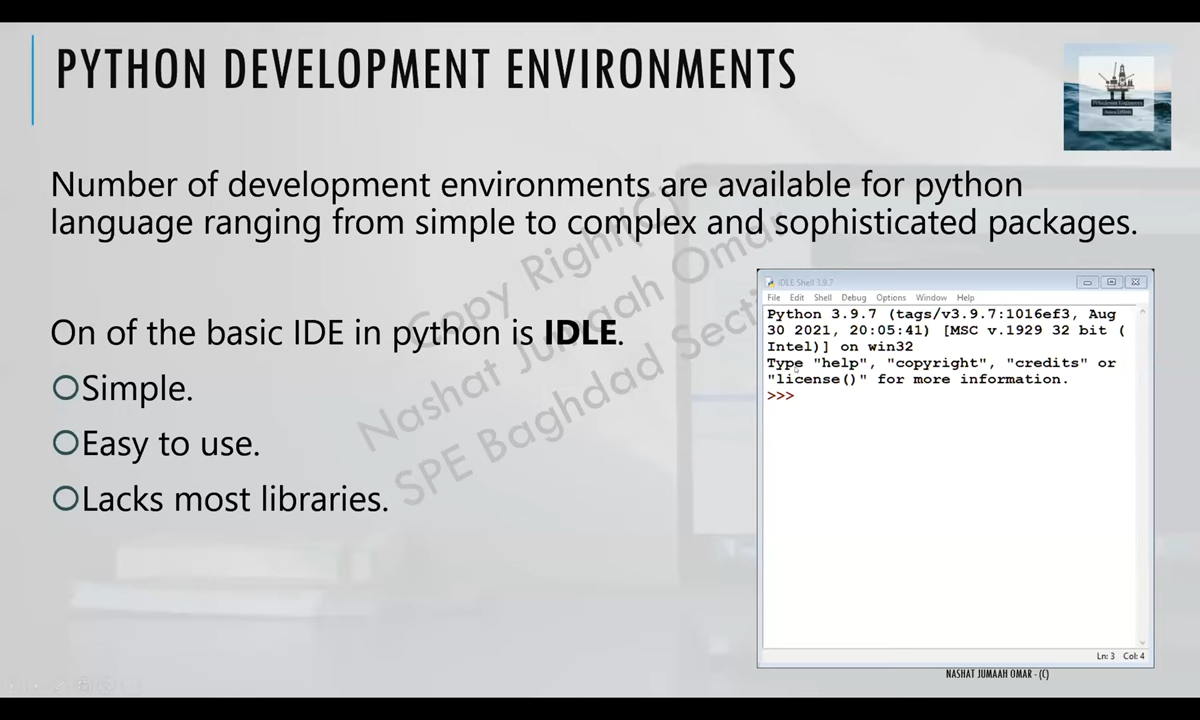 PYTHON DEVELOPMENT ENVIRONMENTS
Petroleum Engineers
Association
Number of development environments are available for python
language ranging from simple to complex and sophisticated packages.
On of the basic IDE in python is IDLE.
Simple.
Easy to use.
Lacks most libraries.
Copy Right(C)
Nashat Jumaah Omar
SPE Baghdad Secti
IDLE Shell 3.9.7
File Edit Shell Debug Options Window Help
Python 3.9.7 (tags/v3.9.7:1016ef3, Aug
30 2021, 20:05:41) [MSC v.1929 32 bit (
Intel)] on win32
Type "help", "copyright", "credits" or
"license()" for more information.
>>>
Ln: 3 Col: 4
NASHAT JUMAAH OMAR - (C)